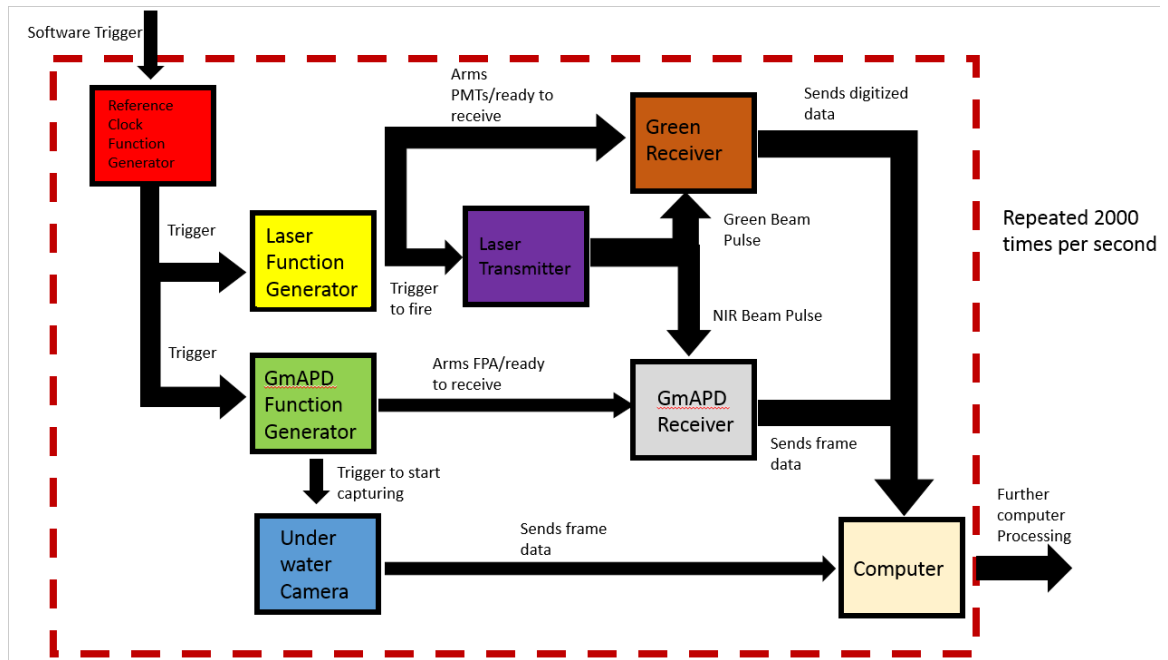 Software Trigger
Reference
Clock
Function
Generator
Arms
PMTs/ready to
receive
Sends digitized
data
Green
Receiver
Trigger
Laser
Function
Generator
Laser
Transmitter
Green Beam
Pulse
Repeated 2000
times per second
Trigger
to fire
NIR Beam Pulse
Trigger
GmAPD
Function
Generator
Arms FPA/ready
to receive
GmAPD
Receiver
Sends frame
data
Trigger to start
capturing
Further
computer
Processing
Under
water
Camera
Sends frame
data
Computer